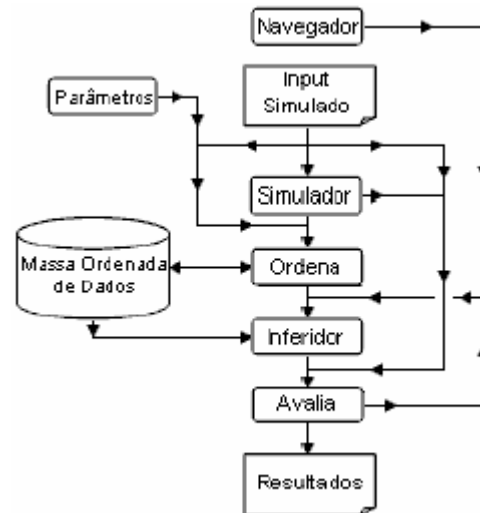 Navegador
Input
Simulado
Parâmetros
Simulador
Massa Ordenada
de Dados
Ordena
Inferidor
Avalia
Resultados